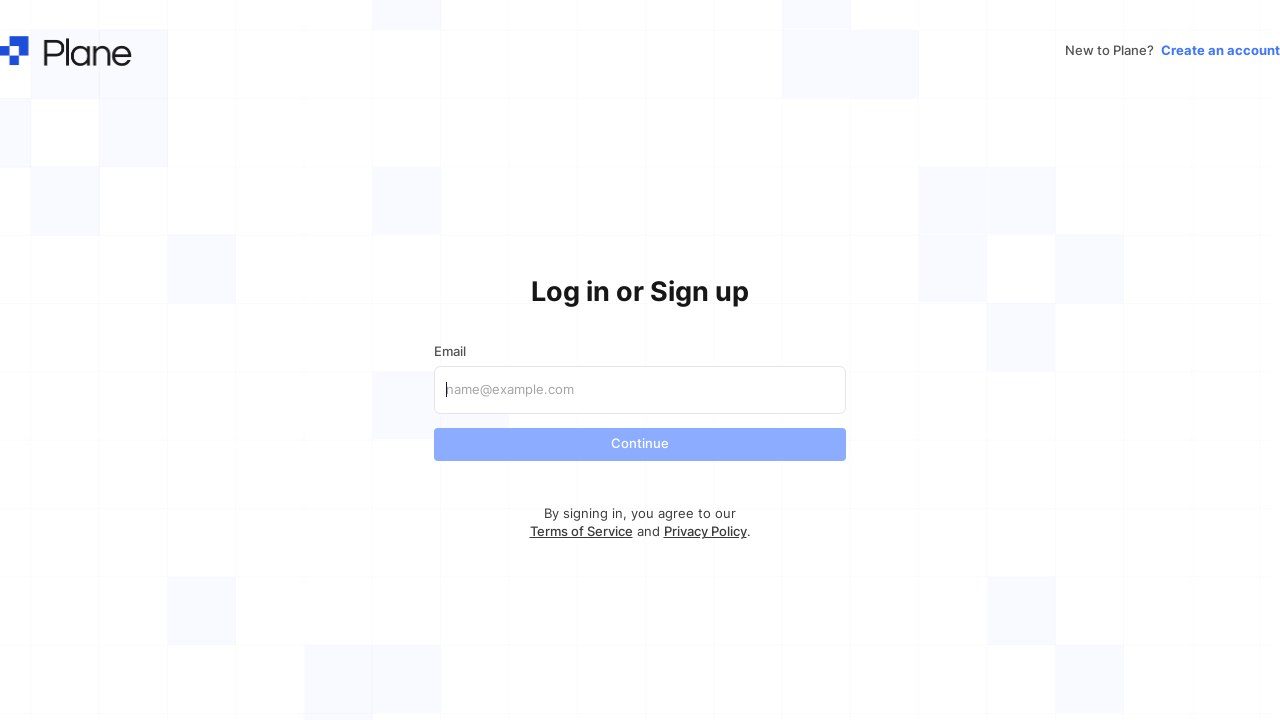 Plane
New to Plane? Create an account
Log in or Sign up
Email
name@example.com
Continue
By signing in, you agree to our
Terms of Service and Privacy Policy.